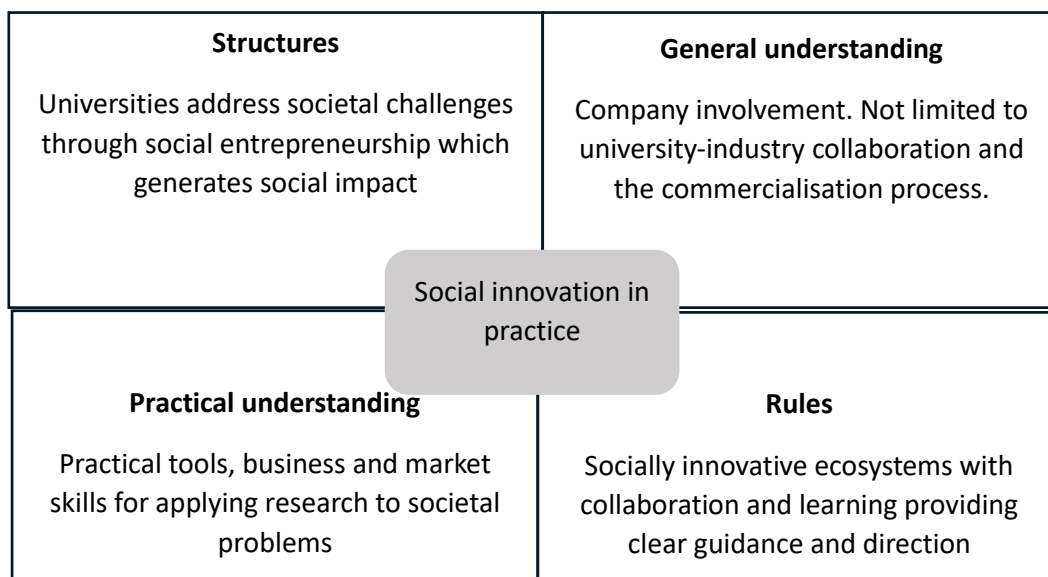 Structures
Universities address societal challenges
through social entrepreneurship which
generates social impact
General understanding
Company involvement. Not limited to
university-industry collaboration and
the commercialisation process.
Social innovation in
practice
Practical understanding
Practical tools, business and market
skills for applying research to societal
problems
Rules
Socially innovative ecosystems with
collaboration and learning providing
clear guidance and direction